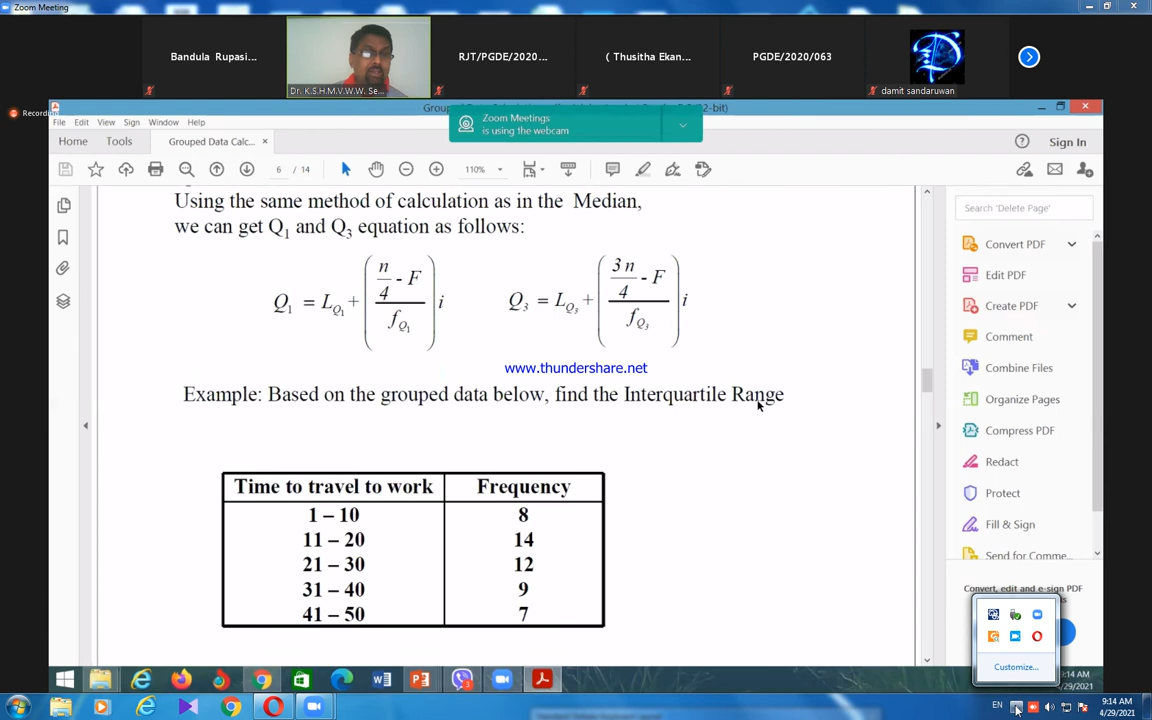 Zoom Meeting
Bandula Rupasi...
Dr. K.S.H.M.V.W.W. Se...
RJT/PGDE/2020...
( Thusitha Ekan...
PGDE/2020/063
damit sandaruwan
Zoom Meetings
is using the webcam
File Edit View Sign Window Help
Home Tools Grouped Data Calc... × Sign In
6 / 14 110%
Using the same method of calculation as in the Median,
we can get Q1 and Q3 equation as follows:
Q1 = LQ1 + ( (n/4 - F) / fQ1 ) i Q3 = LQ3 + ( (3n/4 - F) / fQ3 ) i
www.thundershare.net
Example: Based on the grouped data below, find the Interquartile Range
Time to travel to work Frequency
1 – 10 8
11 – 20 14
21 – 30 12
31 – 40 9
41 – 50 7
Search 'Delete Page'
Convert PDF
Edit PDF
Create PDF
Comment
Combine Files
Organize Pages
Compress PDF
Redact
Protect
Fill & Sign
Send for Comme...
Convert, edit and e-sign PDF
Customize...
EN
9:14 AM
4/29/2021